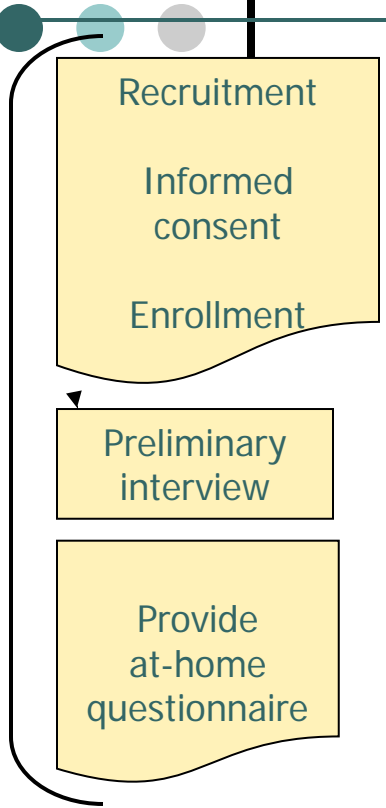 Recruitment
Informed
consent
Enrollment
Preliminary
interview
Provide
at-home
questionnaire